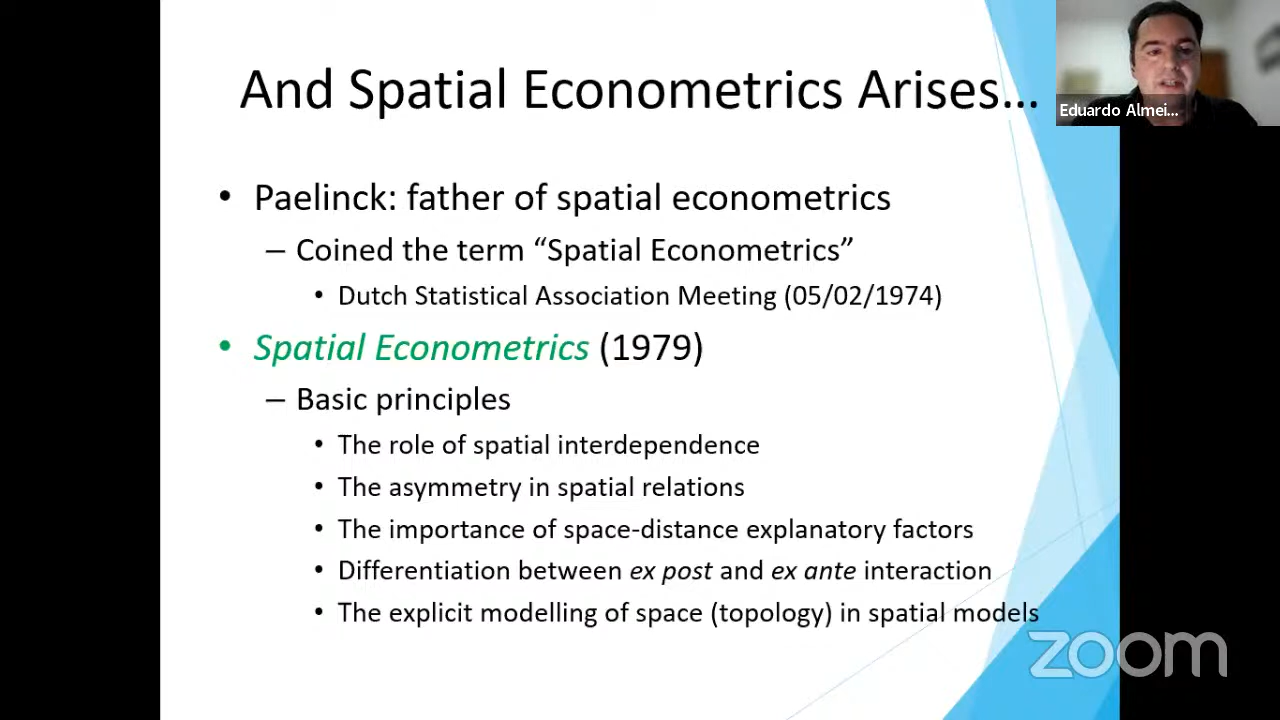 And Spatial Econometrics Arises...
Eduardo Almei...
• Paelinck: father of spatial econometrics
– Coined the term “Spatial Econometrics”
• Dutch Statistical Association Meeting (05/02/1974)
• Spatial Econometrics (1979)
– Basic principles
• The role of spatial interdependence
• The asymmetry in spatial relations
• The importance of space-distance explanatory factors
• Differentiation between ex post and ex ante interaction
• The explicit modelling of space (topology) in spatial models
zoom